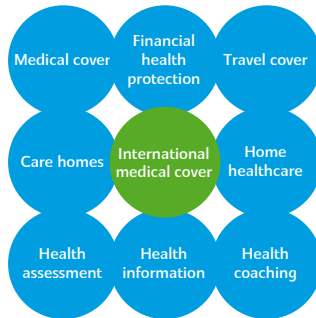 Medical cover
Financial
health
protection
Travel cover
Care homes
International
medical cover
Home
healthcare
Health
assessment
Health
information
Health
coaching